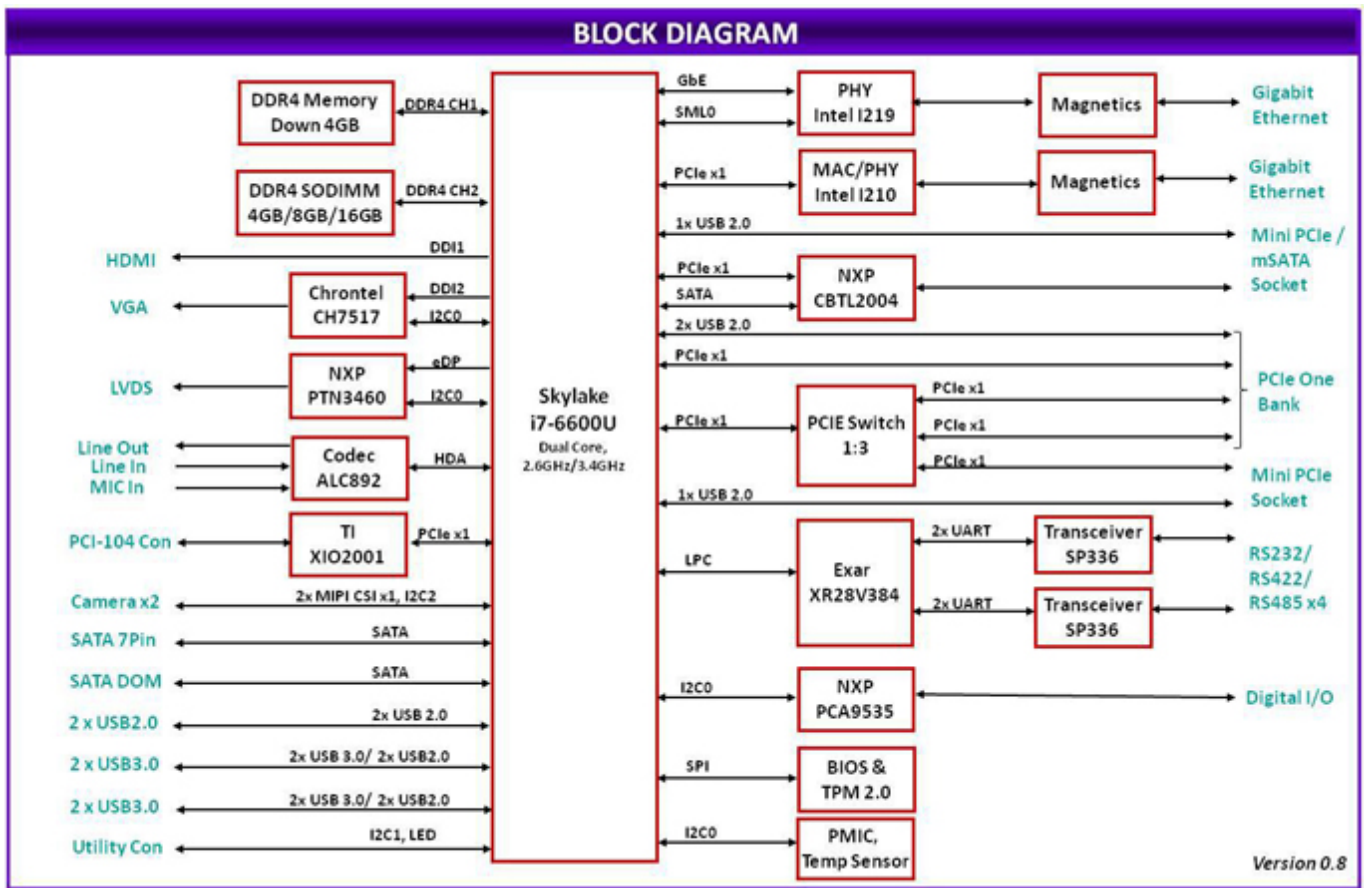 BLOCK DIAGRAM
DDR4 Memory
Down 4GB
DDR4 CH1
DDR4 SODIMM
4GB/8GB/16GB
DDR4 CH2
HDMI
DDI1
VGA
Chrontel
CH7517
DDI2
I2C0
LVDS
NXP
PTN3460
eDP
I2C0
Line Out
Line In
MIC In
Codec
ALC892
HDA
PCI-104 Con
TI
XIO2001
PCIe x1
Camera x2
2x MIPI CSI x1, I2C2
SATA 7Pin
SATA
SATA DOM
SATA
2 x USB2.0
2x USB 2.0
2 x USB3.0
2x USB 3.0/ 2x USB2.0
2 x USB3.0
2x USB 3.0/ 2x USB2.0
Utility Con
I2C1, LED
Skylake
i7-6600U
Dual Core,
2.6GHz/3.4GHz
GbE
SML0
PHY
Intel I219
Magnetics
Gigabit
Ethernet
PCIe x1
MAC/PHY
Intel I210
Magnetics
Gigabit
Ethernet
1x USB 2.0
Mini PCIe /
mSATA
Socket
PCIe x1
SATA
NXP
CBTL2004
2x USB 2.0
PCIe x1
PCIe One
Bank
PCIe x1
PCIE Switch
1:3
PCIe x1
PCIe x1
PCIe x1
Mini PCIe
Socket
1x USB 2.0
LPC
Exar
XR28V384
2x UART
Transceiver
SP336
2x UART
Transceiver
SP336
RS232/
RS422/
RS485 x4
I2C0
NXP
PCA9535
Digital I/O
SPI
BIOS &
TPM 2.0
I2C0
PMIC,
Temp Sensor
Version 0.8